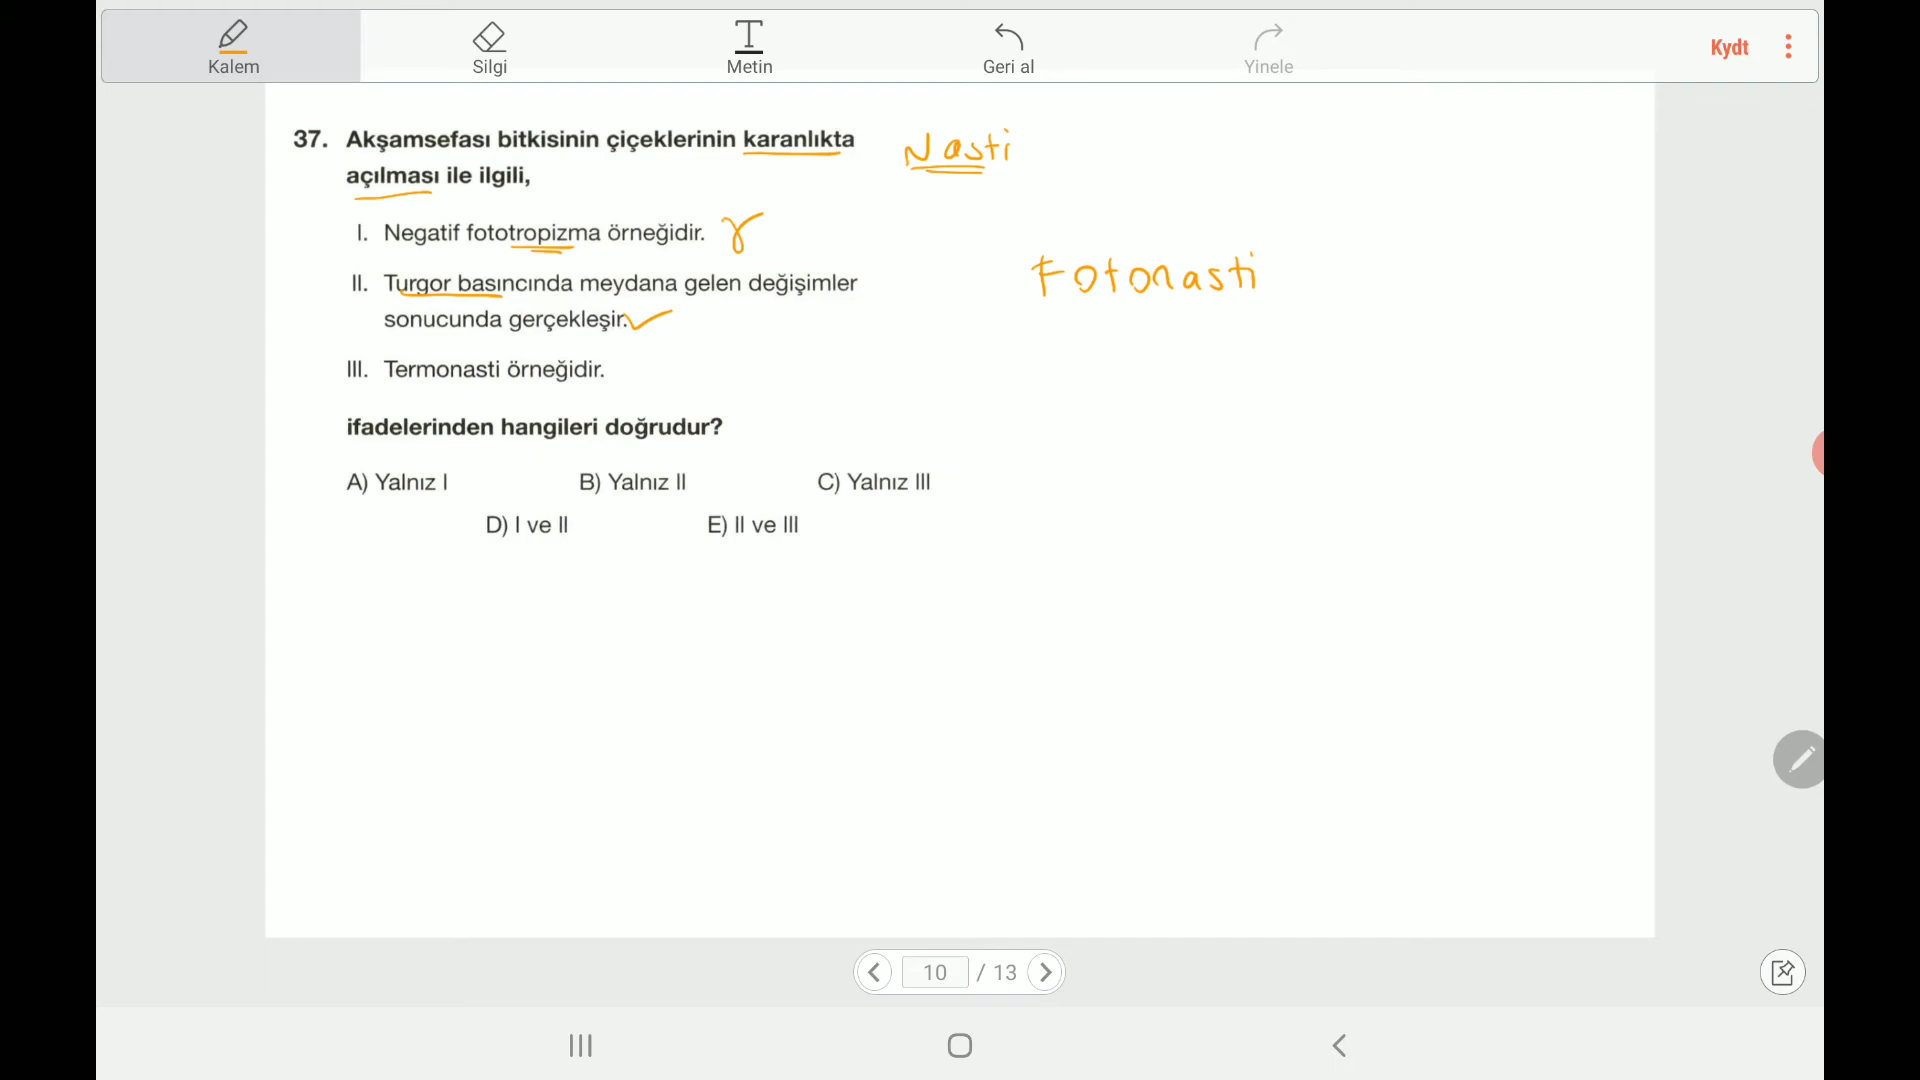 Kalem
Silgi
Metin
Geri al
Yinele
Kydt
37. Akşamsefası bitkisinin çiçeklerinin karanlıkta
açılması ile ilgili,
Nasti
I. Negatif fototropizma örneğidir.
II. Turgor basıncında meydana gelen değişimler
sonucunda gerçekleşir.
Fotonasti
III. Termonasti örneğidir.
ifadelerinden hangileri doğrudur?
A) Yalnız I B) Yalnız II C) Yalnız III
D) I ve II E) II ve III
10 / 13